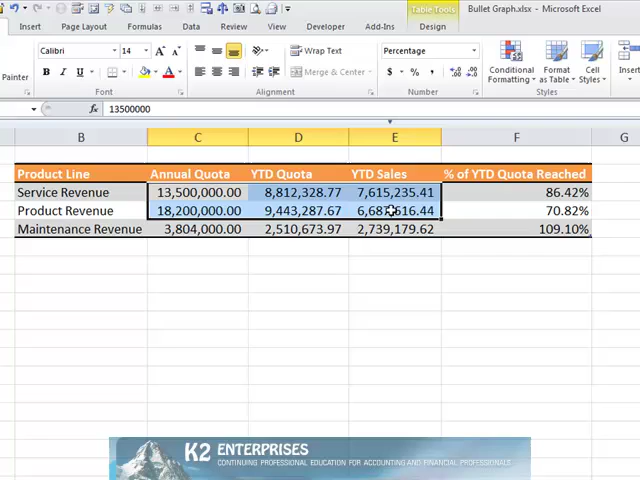 Table Tools
Bullet Graph.xlsx - Microsoft Excel
Insert Page Layout Formulas Data Review View Developer Add-Ins Design
Calibri 14 A A Wrap Text Percentage
Painter B I U A Merge & Center $ % , Conditional Formatting Format as Table Cell Styles
Font Alignment Number Styles
fx 13500000
B C D E F G
Product Line Annual Quota YTD Quota YTD Sales % of YTD Quota Reached
Service Revenue 13,500,000.00 8,812,328.77 7,615,235.41 86.42%
Product Revenue 18,200,000.00 9,443,287.67 70.82%
Maintenance Revenue 3,804,000.00 2,510,673.97 2,739,179.62 109.10%
K2 ENTERPRISES
CONTINUING PROFESSIONAL EDUCATION FOR ACCOUNTING AND FINANCIAL PROFESSIONALS